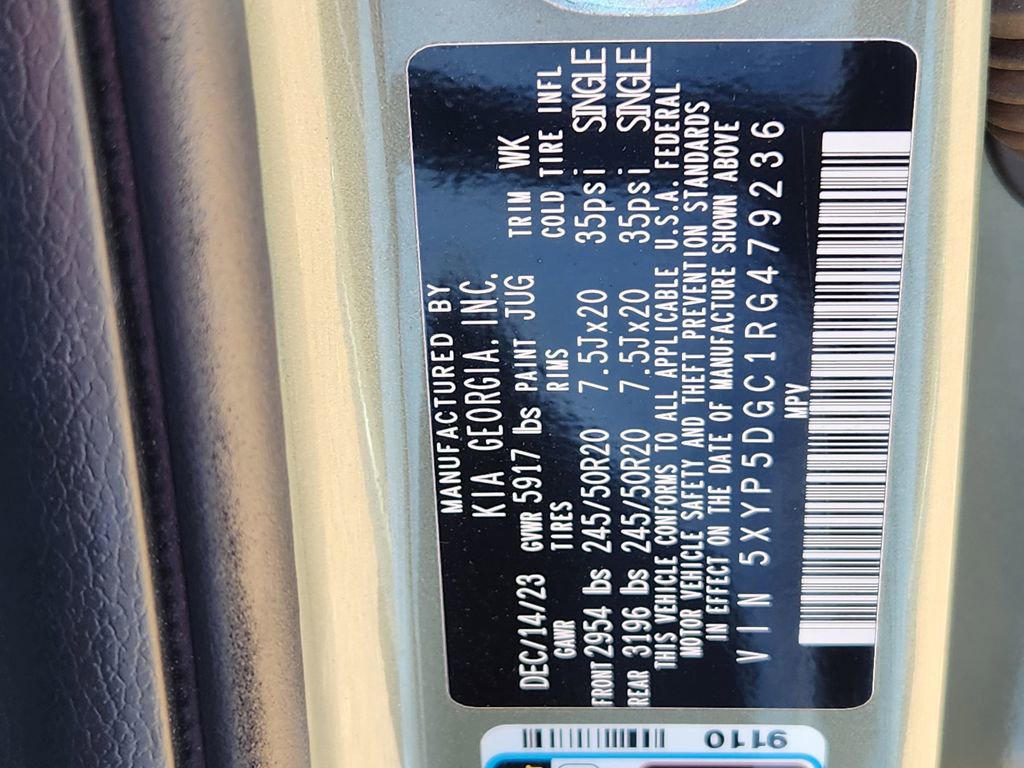 MANUFACTURED BY
KIA GEORGIA, INC.
DEC/14/23 GVWR 5917 lbs PAINT JUG TRIM WK
GAWR TIRES RIMS COLD TIRE INFL
FRONT 2954 lbs 245/50R20 7.5Jx20 35psi SINGLE
REAR 3196 lbs 245/50R20 7.5Jx20 35psi SINGLE
THIS VEHICLE CONFORMS TO ALL APPLICABLE U.S.A. FEDERAL
MOTOR VEHICLE SAFETY AND THEFT PREVENTION STANDARDS
IN EFFECT ON THE DATE OF MANUFACTURE SHOWN ABOVE
VIN 5XYP5DGC1RG479236
MPV
9110